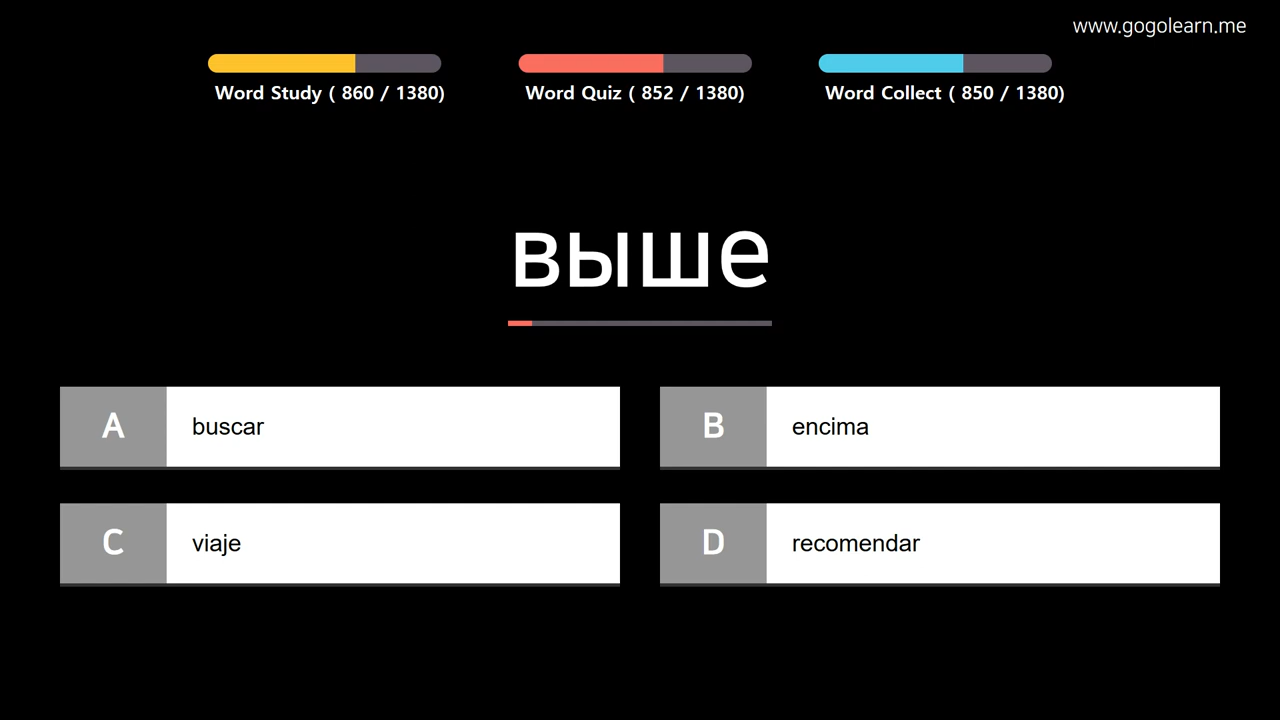 www.gogolearn.me
Word Study ( 860 / 1380)
Word Quiz ( 852 / 1380)
Word Collect ( 850 / 1380)
выше
A buscar
B encima
C viaje
D recomendar